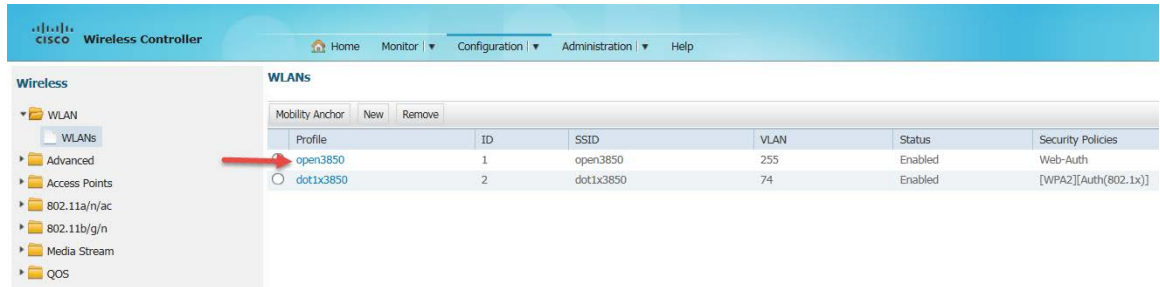 CISCO Wireless Controller
Home Monitor Configuration Administration Help
Wireless
WLAN
WLANs
Advanced
Access Points
802.11a/n/ac
802.11b/g/n
Media Stream
QOS
WLANs
Mobility Anchor New Remove
Profile ID SSID VLAN Status Security Policies
open3850 1 open3850 255 Enabled Web-Auth
dot1x3850 2 dot1x3850 74 Enabled [WPA2][Auth(802.1x)]